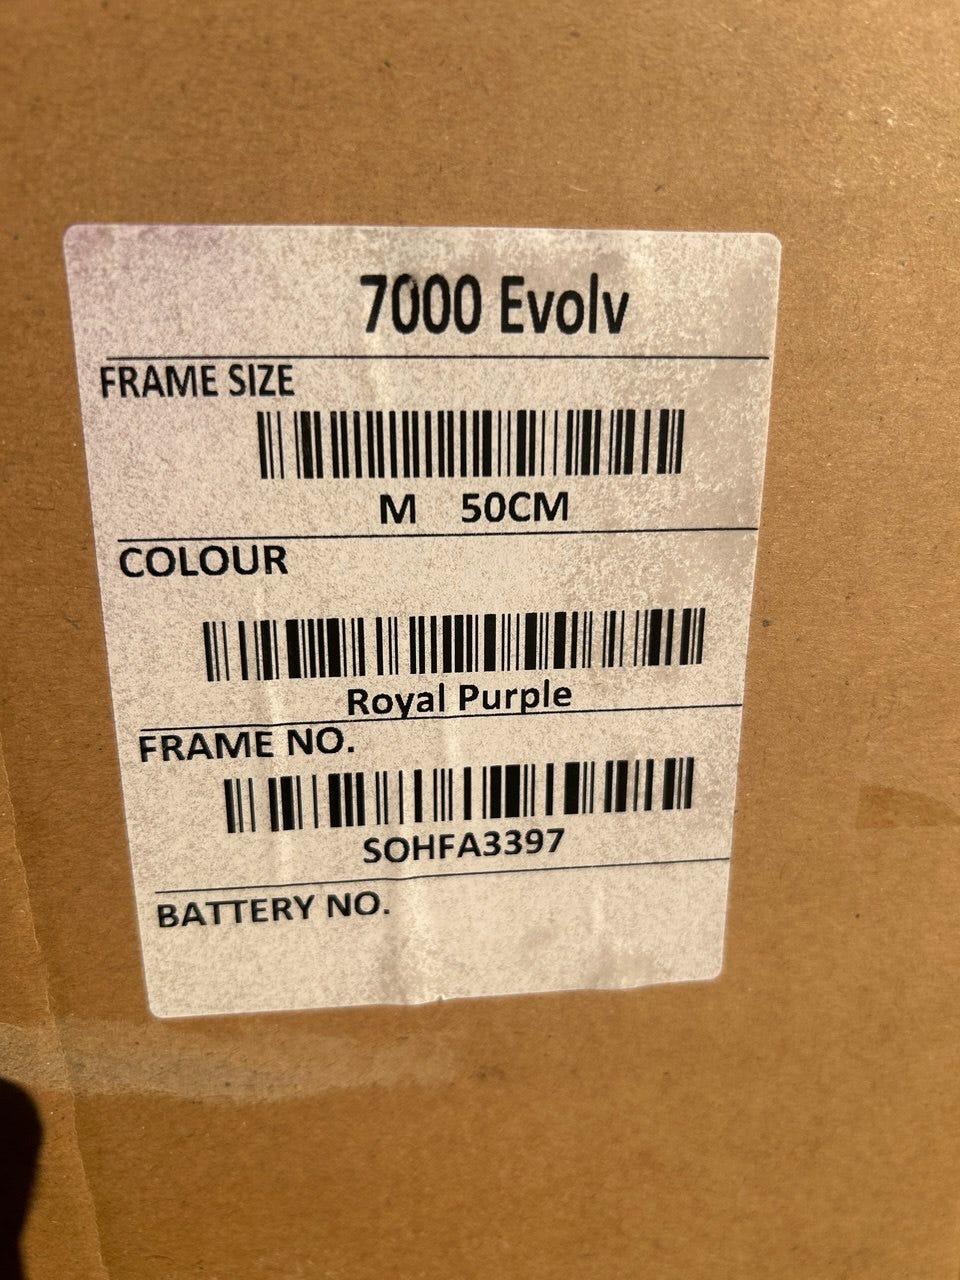 7000 Evolv
FRAME SIZE
M 50CM
COLOUR
Royal Purple
FRAME NO.
SOHFA3397
BATTERY NO.